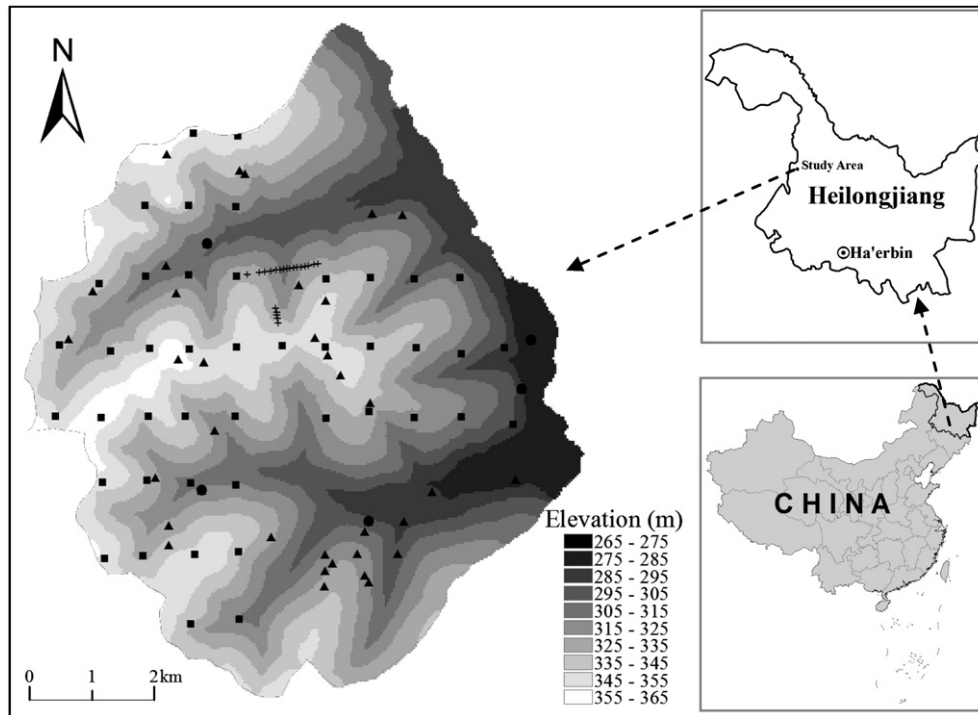 N
Study Area
Heilongjiang
Ha'erbin
CHINA
Elevation (m)
265 - 275
275 - 285
285 - 295
295 - 305
305 - 315
315 - 325
325 - 335
335 - 345
345 - 355
355 - 365
0 1 2km